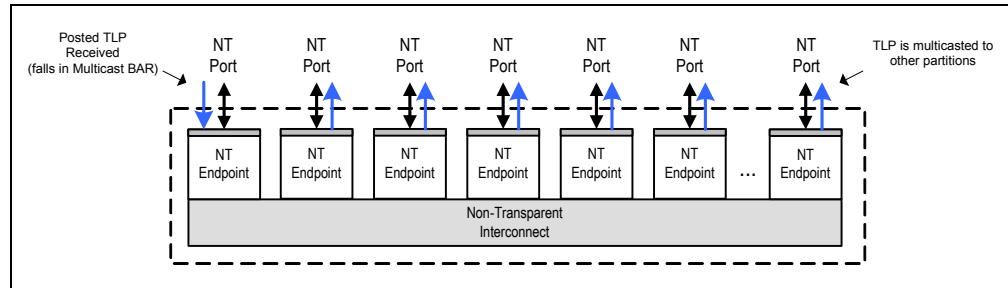 Posted TLP
Received
(falls in Multicast BAR)
NT
Port
NT
Port
NT
Port
NT
Port
NT
Port
NT
Port
NT
Port
TLP is multicasted to
other partitions
NT
Endpoint
NT
Endpoint
NT
Endpoint
NT
Endpoint
NT
Endpoint
NT
Endpoint
...
NT
Endpoint
Non-Transparent
Interconnect